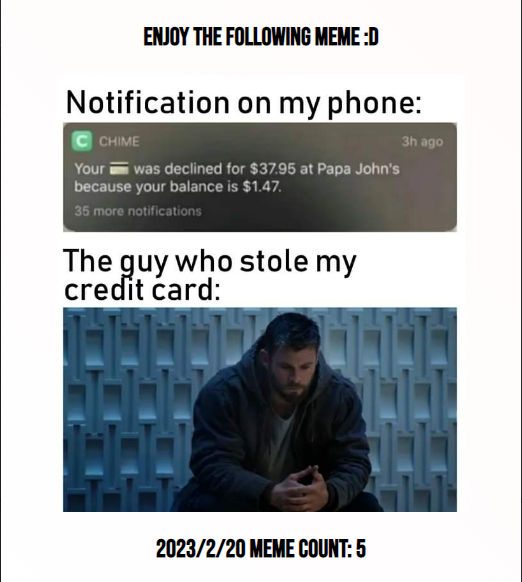 ENJOY THE FOLLOWING MEME :D
Notification on my phone:
C CHIME 3h ago
Your 💳 was declined for $37.95 at Papa John's
because your balance is $1.47.
35 more notifications
The guy who stole my
credit card:
2023/2/20 MEME COUNT: 5